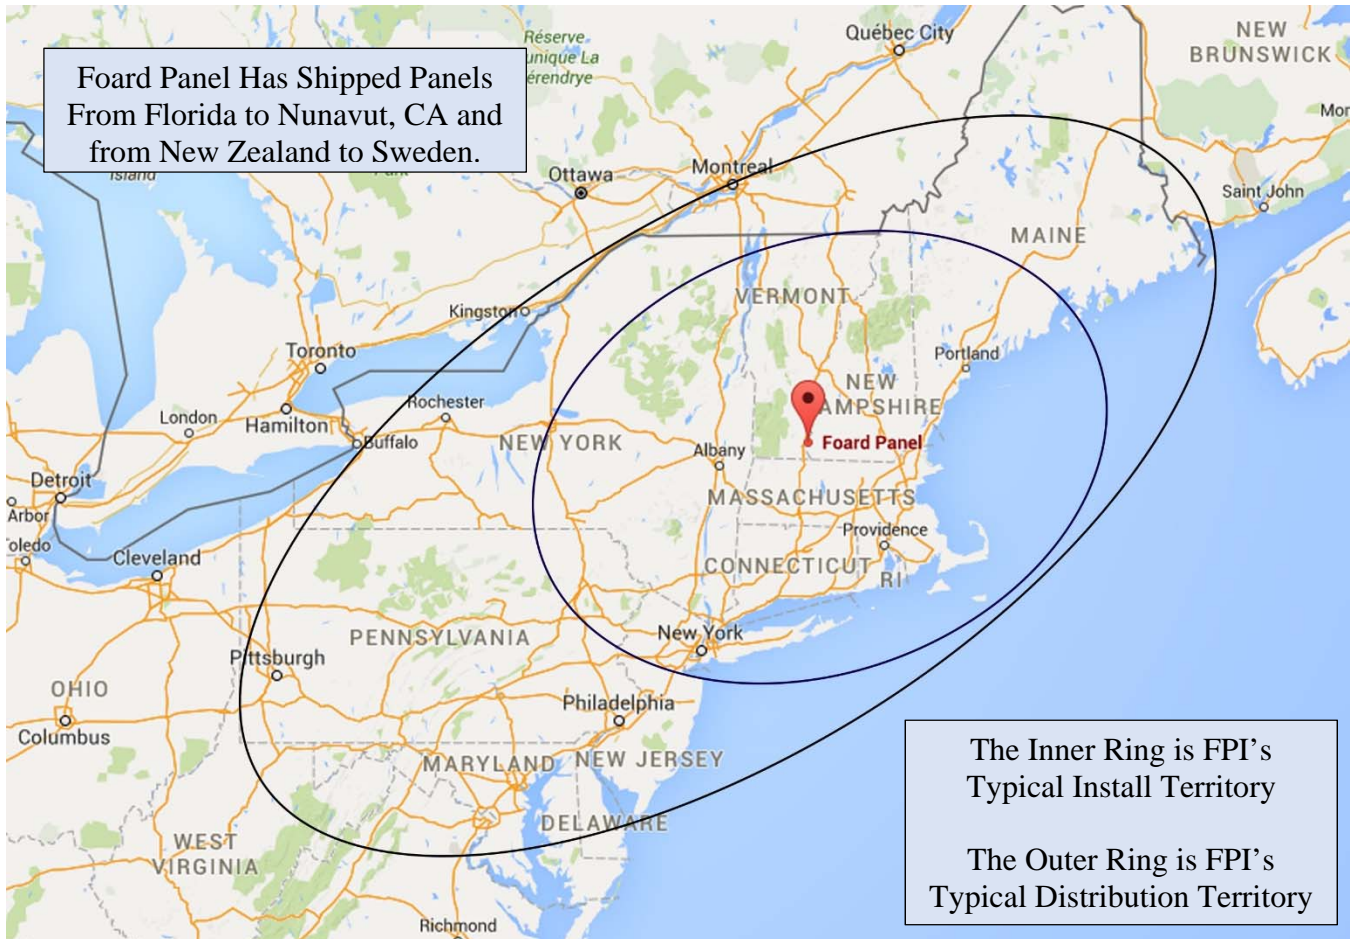 Foard Panel Has Shipped Panels
From Florida to Nunavut, CA and
from New Zealand to Sweden.
Réserve
unique La
érendrye
Québec City
NEW
BRUNSWICK
Island
Park
Ottawa
Montreal
Saint John
MAINE
Kingston
VERMONT
Toronto
Portland
London
Hamilton
Rochester
Buffalo
NEW YORK
Albany
NEW
AMPSHIRE
Foard Panel
Detroit
Arbor
Toledo
Cleveland
MASSACHUSETTS
Providence
CONNECTICUT
RI
PENNSYLVANIA
New York
Pittsburgh
OHIO
Columbus
Philadelphia
MARYLAND
NEW JERSEY
DELAWARE
WEST
VIRGINIA
Richmond
The Inner Ring is FPI’s
Typical Install Territory
The Outer Ring is FPI’s
Typical Distribution Territory